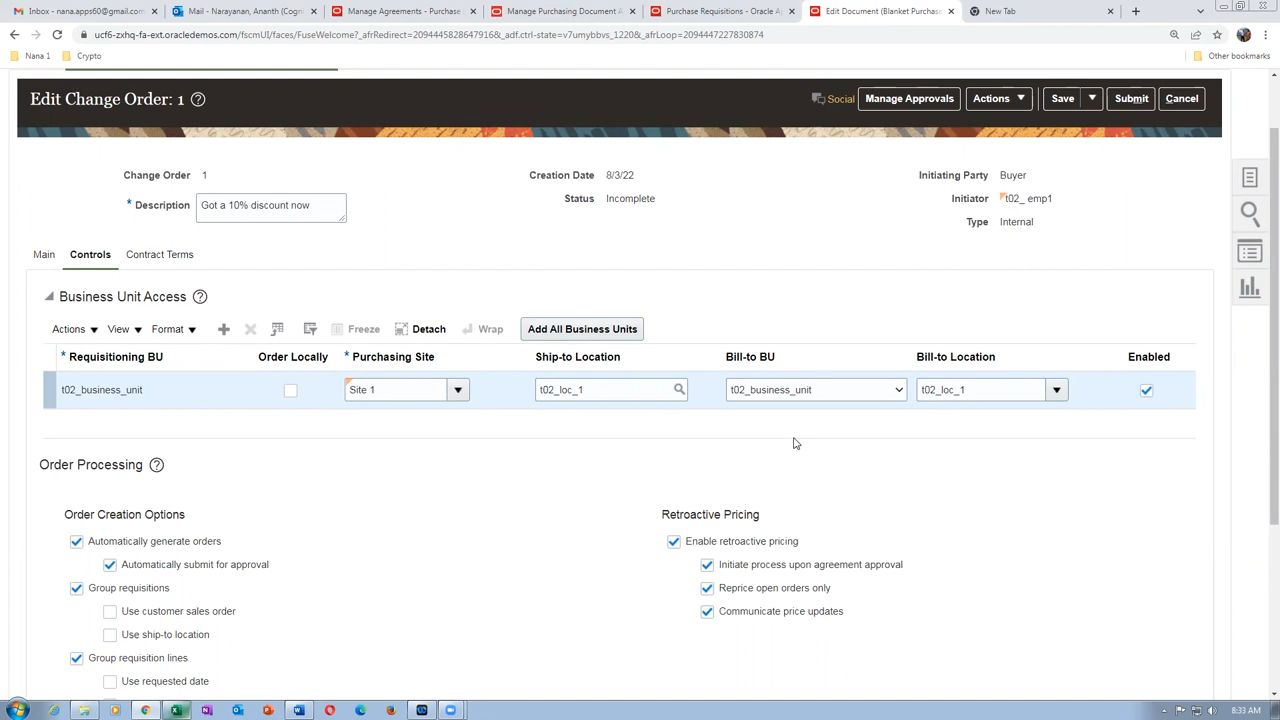 Inbox - nana.apps60@gmail.com
Mail - Narayanan, Ananth (Cogni
Manage Agreements - Purchase
Manage Purchasing Document A
Purchase Requisitions - Oracle A
Edit Document (Blanket Purchase
New Tab
ucf6-zxhq-fa-ext.oracledemos.com/fscmUI/faces/FuseWelcome?_afrRedirect=20944458286479168&_adf.ctrl-state=v7umybbvs_1220&_afrLoop=20944447227830874
Nana 1
Crypto
Other bookmarks
Edit Change Order: 1
Social
Manage Approvals
Actions
Save
Submit
Cancel
Change Order 1
Creation Date 8/3/22
Initiating Party Buyer
* Description Got a 10% discount now
Status Incomplete
Initiator t02_ emp1
Type Internal
Main
Controls
Contract Terms
Business Unit Access
Actions
View
Format
Freeze
Detach
Wrap
Add All Business Units
* Requisitioning BU
Order Locally
* Purchasing Site
Ship-to Location
Bill-to BU
Bill-to Location
Enabled
t02_business_unit
Site 1
t02_loc_1
t02_business_unit
t02_loc_1
Order Processing
Order Creation Options
Retroactive Pricing
Automatically generate orders
Enable retroactive pricing
Automatically submit for approval
Initiate process upon agreement approval
Group requisitions
Reprice open orders only
Use customer sales order
Communicate price updates
Use ship-to location
Group requisition lines
Use requested date
8:33 AM